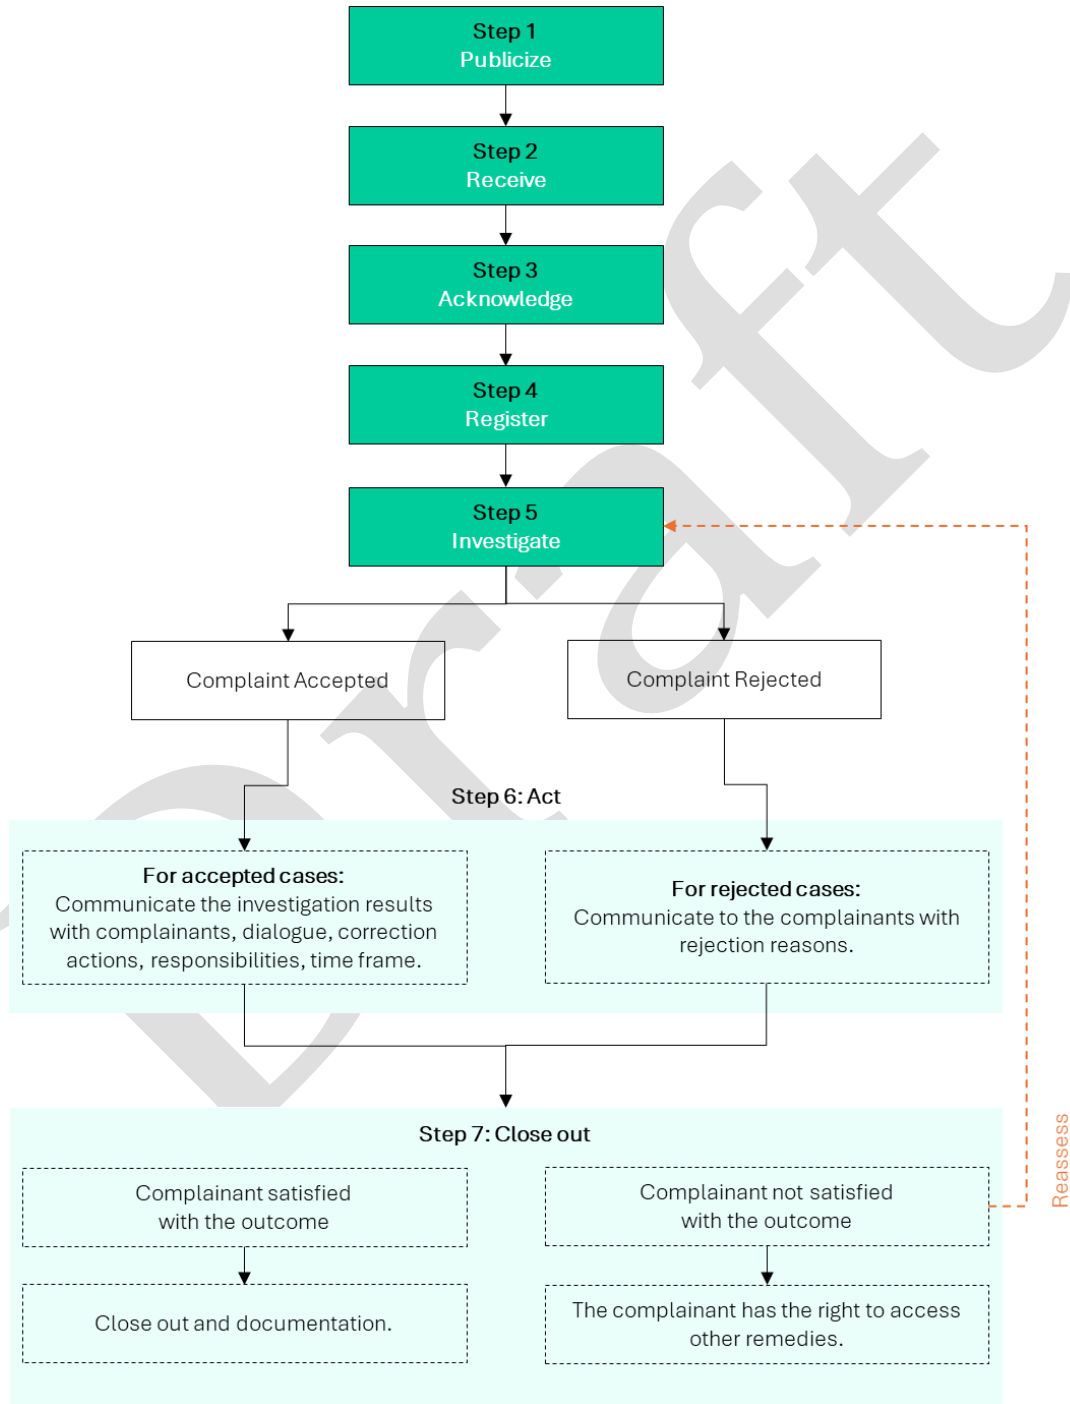 Step 1
Publicize
Step 2
Receive
Step 3
Acknowledge
Step 4
Register
Step 5
Investigate
Complaint Accepted
Complaint Rejected
Step 6: Act
For accepted cases:
Communicate the investigation results
with complainants, dialogue, correction
actions, responsibilities, time frame.
For rejected cases:
Communicate to the complainants with
rejection reasons.
Step 7: Close out
Complainant satisfied
with the outcome
Complainant not satisfied
with the outcome
Close out and documentation.
The complainant has the right to access
other remedies.
Reassess
Draft